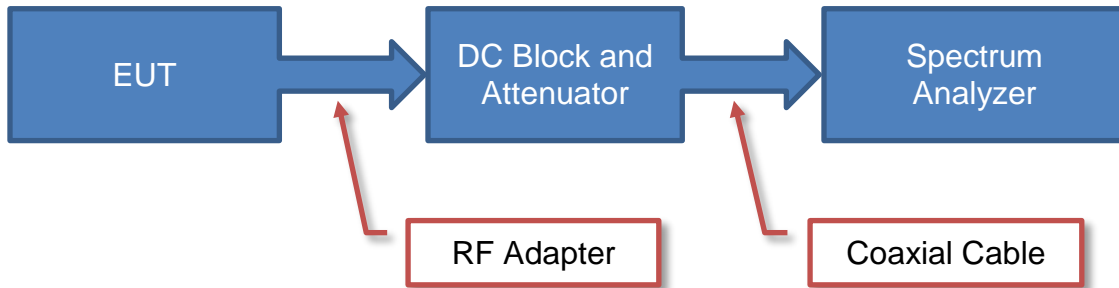 EUT
DC Block and
Attenuator
Spectrum
Analyzer
RF Adapter
Coaxial Cable